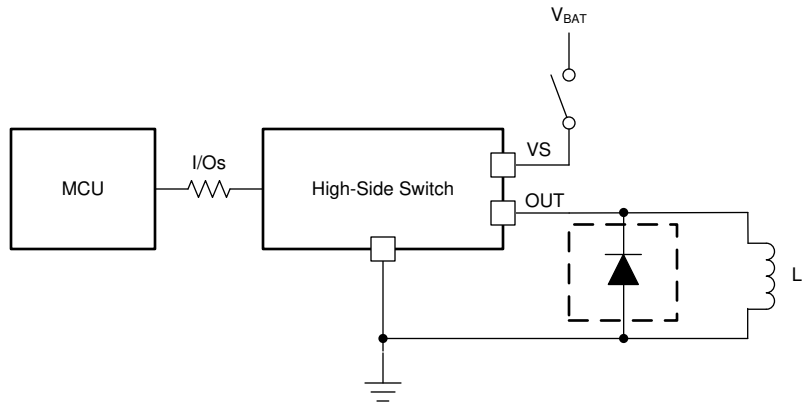 V_BAT
VS
I/Os
MCU
High-Side Switch
OUT
L